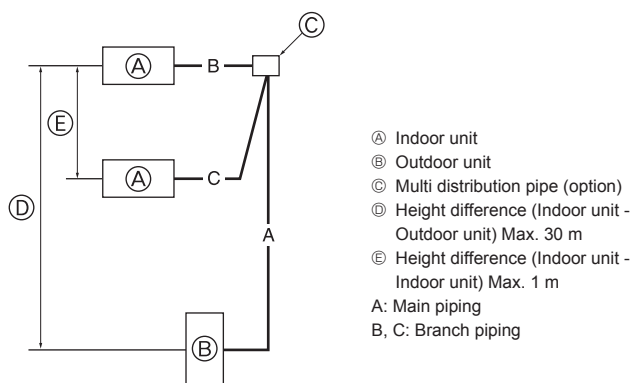 Ⓒ
Ⓐ B
Ⓔ
Ⓐ C
Ⓓ
A
Ⓑ
Ⓐ Indoor unit
Ⓑ Outdoor unit
Ⓒ Multi distribution pipe (option)
Ⓓ Height difference (Indoor unit -
Outdoor unit) Max. 30 m
Ⓔ Height difference (Indoor unit -
Indoor unit) Max. 1 m
A: Main piping
B, C: Branch piping